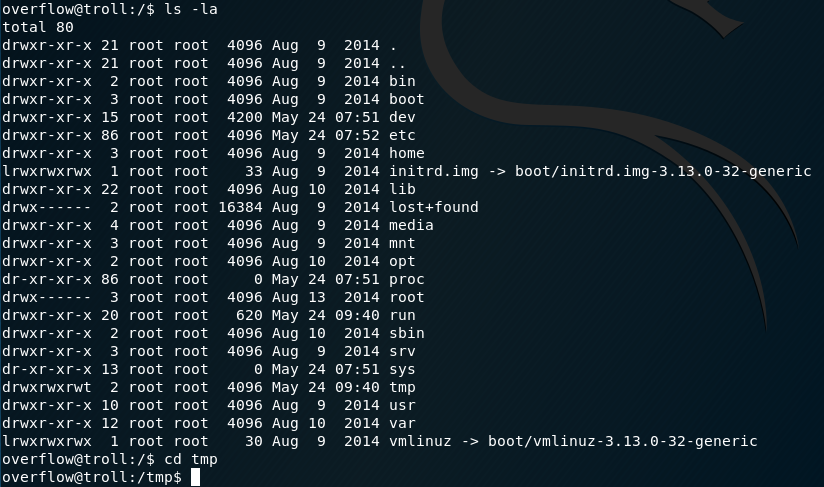 overflow@troll:/$ ls -la
total 80
drwxr-xr-x 21 root root  4096 Aug  9  2014 .
drwxr-xr-x 21 root root  4096 Aug  9  2014 ..
drwxr-xr-x  2 root root  4096 Aug  9  2014 bin
drwxr-xr-x  3 root root  4096 Aug  9  2014 boot
drwxr-xr-x 15 root root  4200 May 24 07:51 dev
drwxr-xr-x 86 root root  4096 May 24 07:52 etc
drwxr-xr-x  3 root root  4096 Aug  9  2014 home
lrwxrwxrwx  1 root root    33 Aug  9  2014 initrd.img -> boot/initrd.img-3.13.0-32-generic
drwxr-xr-x 22 root root  4096 Aug 10  2014 lib
drwx------  2 root root 16384 Aug  9  2014 lost+found
drwxr-xr-x  4 root root  4096 Aug  9  2014 media
drwxr-xr-x  3 root root  4096 Aug  9  2014 mnt
drwxr-xr-x  2 root root  4096 Aug 10  2014 opt
dr-xr-xr-x 86 root root     0 May 24 07:51 proc
drwx------  3 root root  4096 Aug 13  2014 root
drwxr-xr-x 20 root root   620 May 24 09:40 run
drwxr-xr-x  2 root root  4096 Aug 10  2014 sbin
drwxr-xr-x  3 root root  4096 Aug  9  2014 srv
dr-xr-xr-x 13 root root     0 May 24 07:51 sys
drwxrwxrwt  2 root root  4096 May 24 09:40 tmp
drwxr-xr-x 10 root root  4096 Aug  9  2014 usr
drwxr-xr-x 12 root root  4096 Aug 10  2014 var
lrwxrwxrwx  1 root root    30 Aug  9  2014 vmlinuz -> boot/vmlinuz-3.13.0-32-generic
overflow@troll:/$ cd tmp
overflow@troll:/tmp$